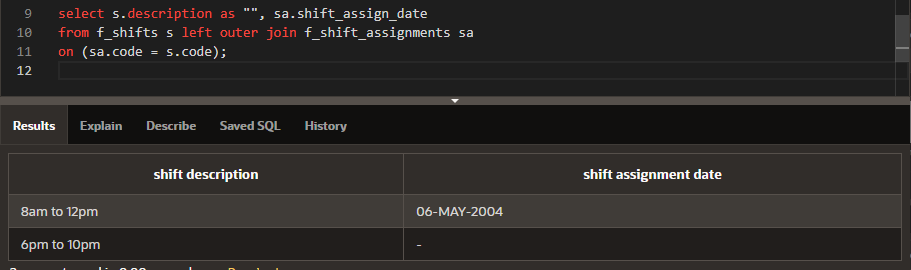 9 select s.description as "", sa.shift_assign_date
10 from f_shifts s left outer join f_shift_assignments sa
11 on (sa.code = s.code);
12
Results Explain Describe Saved SQL History
shift description shift assignment date
8am to 12pm 06-MAY-2004
6pm to 10pm -